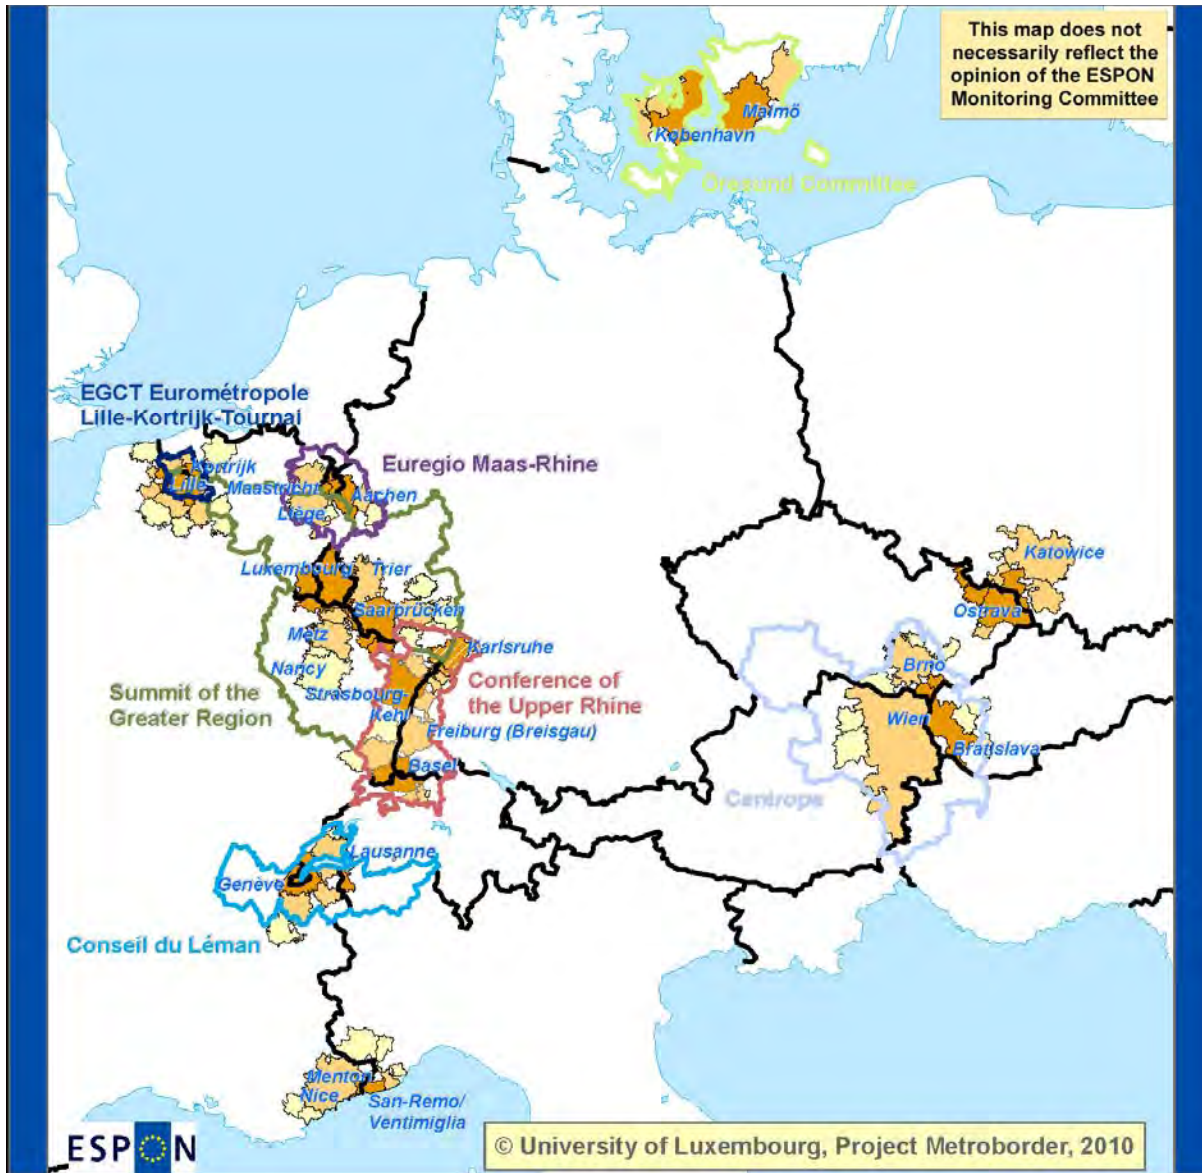 This map does not
necessarily reflect the
opinion of the ESPON
Monitoring Committee
Malmö
København
Öresund Committee
EGCT Eurométropole
Lille-Kortrijk-Tournai
Kortrijk
Lille
Euregio Maas-Rhine
Maastricht
Aachen
Liège
Luxembourg
Trier
Katowice
Saarbrücken
Ostrava
Metz
Karlsruhe
Brno
Nancy
Summit of the
Greater Region
Strasbourg-
Kehl
Conference of
the Upper Rhine
Freiburg (Breisgau)
Wien
Bratislava
Basel
Centrope
Lausanne
Genève
Conseil du Léman
Menton
Nice
San-Remo/
Ventimiglia
ESPON
© University of Luxembourg, Project Metroborder, 2010